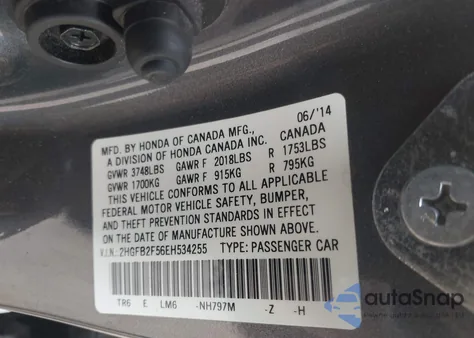 06/'14
MFD. BY HONDA OF CANADA MFG.,
A DIVISION OF HONDA CANADA INC. CANADA
GVWR 3748LBS GAWR F 2018LBS R 1753LBS
GVWR 1700KG GAWR F 915KG R 795KG
THIS VEHICLE CONFORMS TO ALL APPLICABLE
FEDERAL MOTOR VEHICLE SAFETY, BUMPER,
AND THEFT PREVENTION STANDARDS IN EFFECT
ON THE DATE OF MANUFACTURE SHOWN ABOVE.
V.I.N. 2HGFB2F56EH534255 TYPE: PASSENGER CAR
TR6 E LM6 -NH797M -Z -H
autoSnap